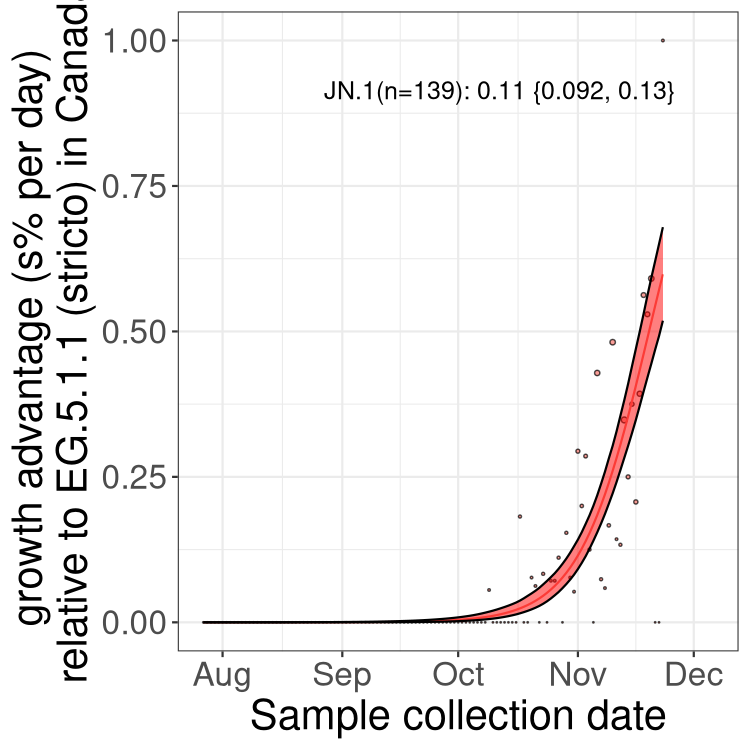 growth advantage (s% per day)
relative to EG.5.1.1 (stricto) in Canada
1.00
0.75
0.50
0.25
0.00
JN.1(n=139): 0.11 {0.092, 0.13}
Aug Sep Oct Nov Dec
Sample collection date